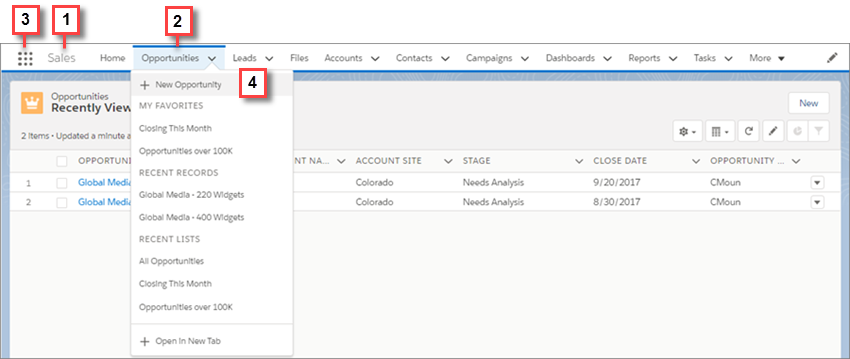 3 1 2
Sales Home Opportunities Leads Files Accounts Contacts Campaigns Dashboards Reports Tasks More
4
+ New Opportunity
MY FAVORITES
Closing This Month
Opportunities over 100K
RECENT RECORDS
Global Media - 220 Widgets
Global Media - 400 Widgets
RECENT LISTS
All Opportunities
Closing This Month
Opportunities over 100K
+ Open In New Tab
Opportunities
Recently View
New
2 items • Updated a minute a
OPPORTUNI NT NA... ACCOUNT SITE STAGE CLOSE DATE OPPORTUNITY ...
1 Global Media Colorado Needs Analysis 9/20/2017 CMoun
2 Global Media Colorado Needs Analysis 8/30/2017 CMoun